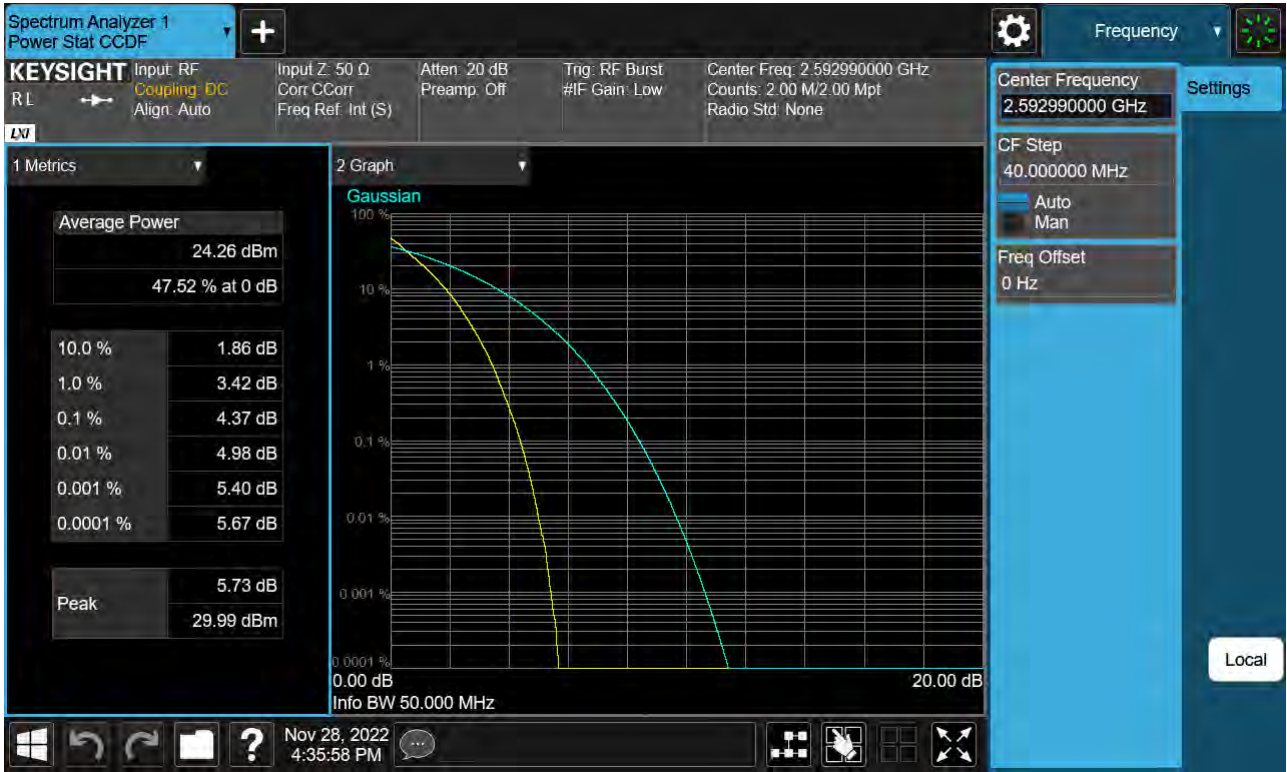 Spectrum Analyzer 1
Power Stat CCDF
Frequency
KEYSIGHT
R L
LXI
Input: RF
Coupling: DC
Align: Auto
Input Z: 50 Ω
Corr CCorr
Freq Ref: Int (S)
Atten: 20 dB
Preamp: Off
Trig: RF Burst
#IF Gain: Low
Center Freq: 2.592990000 GHz
Counts: 2.00 M/2.00 Mpt
Radio Std: None
Center Frequency
2.592990000 GHz
Settings
CF Step
40.000000 MHz
Auto
Man
Freq Offset
0 Hz
Local
1 Metrics
Average Power
24.26 dBm
47.52 % at 0 dB
10.0 % 1.86 dB
1.0 % 3.42 dB
0.1 % 4.37 dB
0.01 % 4.98 dB
0.001 % 5.40 dB
0.0001 % 5.67 dB
Peak
5.73 dB
29.99 dBm
2 Graph
Gaussian
100 %
10 %
1 %
0.1 %
0.01 %
0.001 %
0.0001 %
0.00 dB 20.00 dB
Info BW 50.000 MHz
Nov 28, 2022
4:35:58 PM